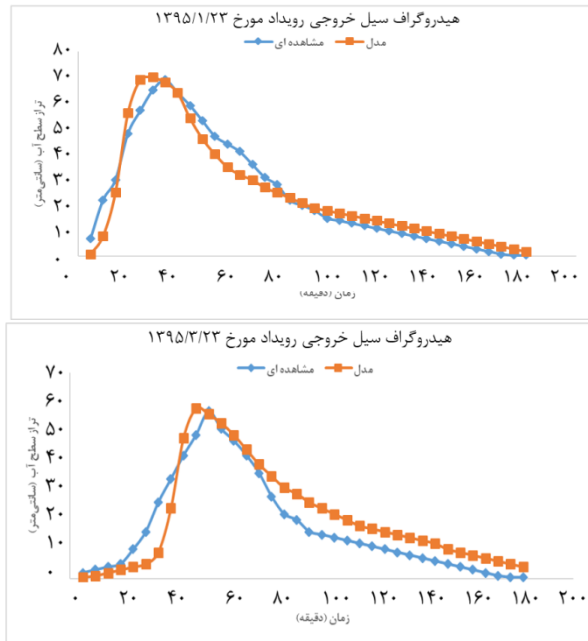 هیدروگراف سیل خروجی رویداد مورخ ۱۳۹۵/۱/۲۳
مشاهده ای مدل
تراز سطح آب (سانتی‌متر)
۸۰
۷۰
۶۰
۵۰
۴۰
۳۰
۲۰
۱۰
۰
۰ ۲۰ ۴۰ ۶۰ ۸۰ ۱۰۰ ۱۲۰ ۱۴۰ ۱۶۰ ۱۸۰ ۲۰۰
زمان (دقیقه)
هیدروگراف سیل خروجی رویداد مورخ ۱۳۹۵/۳/۲۳
مشاهده ای مدل
تراز سطح آب (سانتی‌متر)
۷۰
۶۰
۵۰
۴۰
۳۰
۲۰
۱۰
۰
۰ ۲۰ ۴۰ ۶۰ ۸۰ ۱۰۰ ۱۲۰ ۱۴۰ ۱۶۰ ۱۸۰ ۲۰۰
زمان (دقیقه)